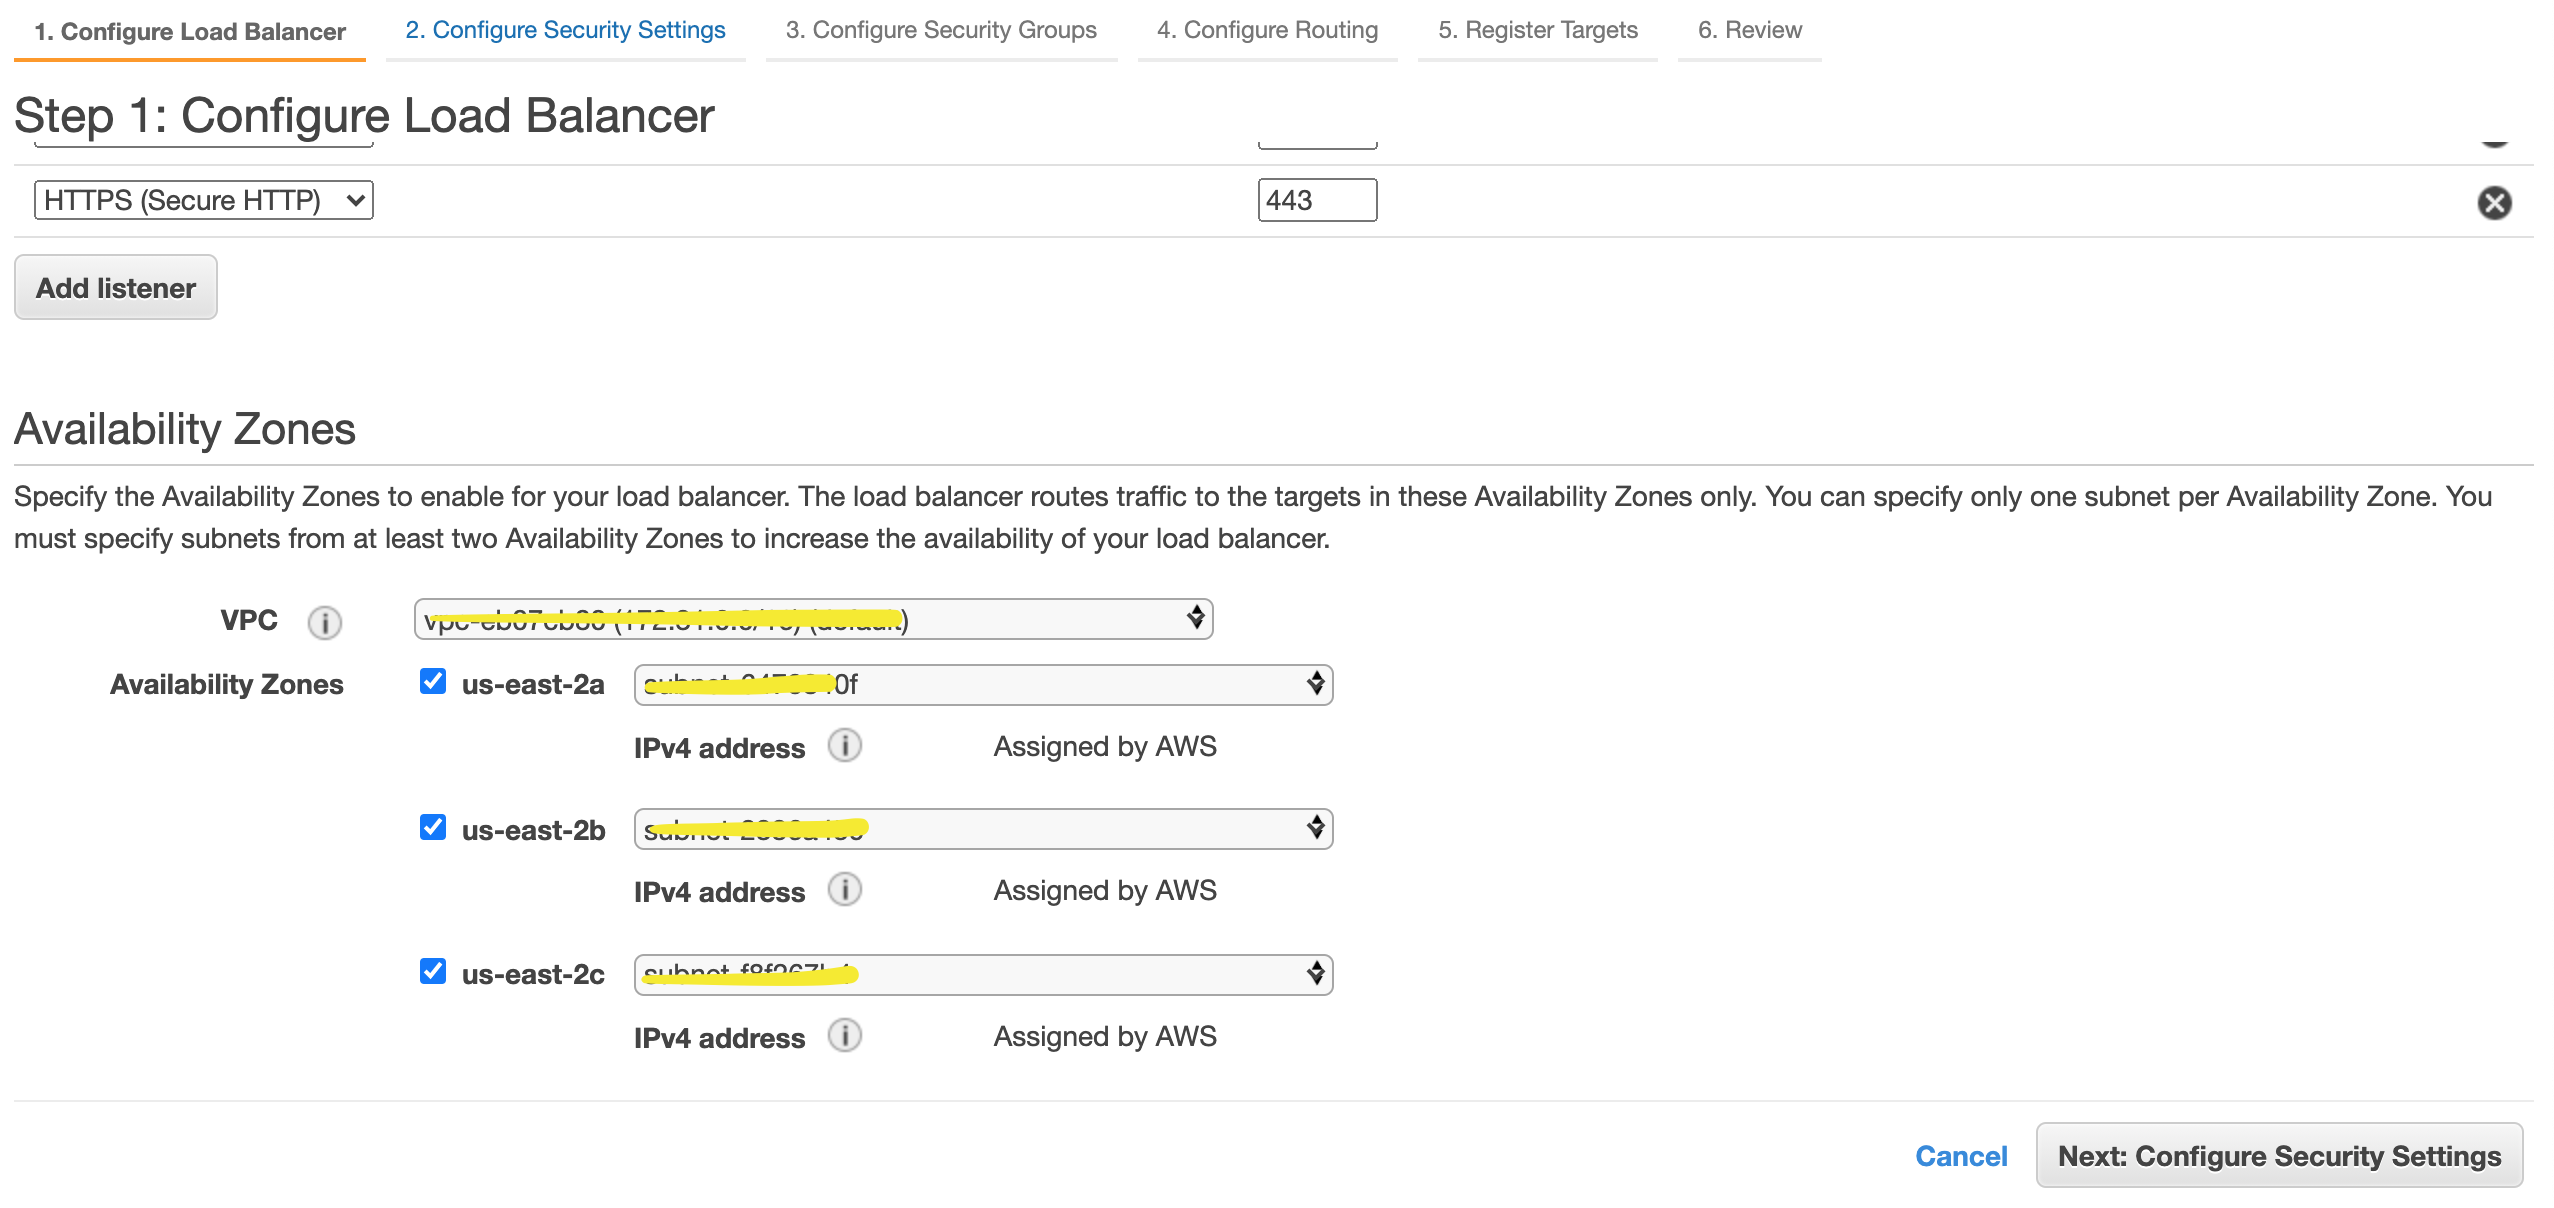 1. Configure Load Balancer
2. Configure Security Settings
3. Configure Security Groups
4. Configure Routing
5. Register Targets
6. Review
Step 1: Configure Load Balancer
HTTPS (Secure HTTP)
443
Add listener
Availability Zones
Specify the Availability Zones to enable for your load balancer. The load balancer routes traffic to the targets in these Availability Zones only. You can specify only one subnet per Availability Zone. You
must specify subnets from at least two Availability Zones to increase the availability of your load balancer.
VPC
Availability Zones
us-east-2a
IPv4 address
Assigned by AWS
us-east-2b
IPv4 address
Assigned by AWS
us-east-2c
IPv4 address
Assigned by AWS
Cancel
Next: Configure Security Settings